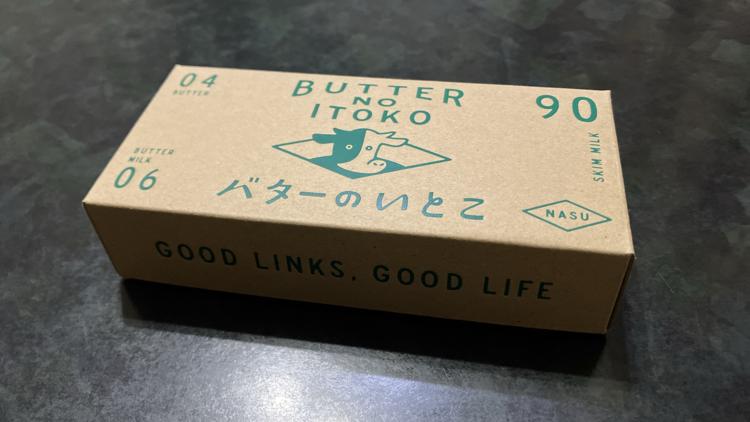 04
BUTTER
BUTTER
NO
ITOKO
90
SKIM MILK
BUTTER
MILK
06
バターのいとこ
NASU
GOOD LINKS, GOOD LIFE